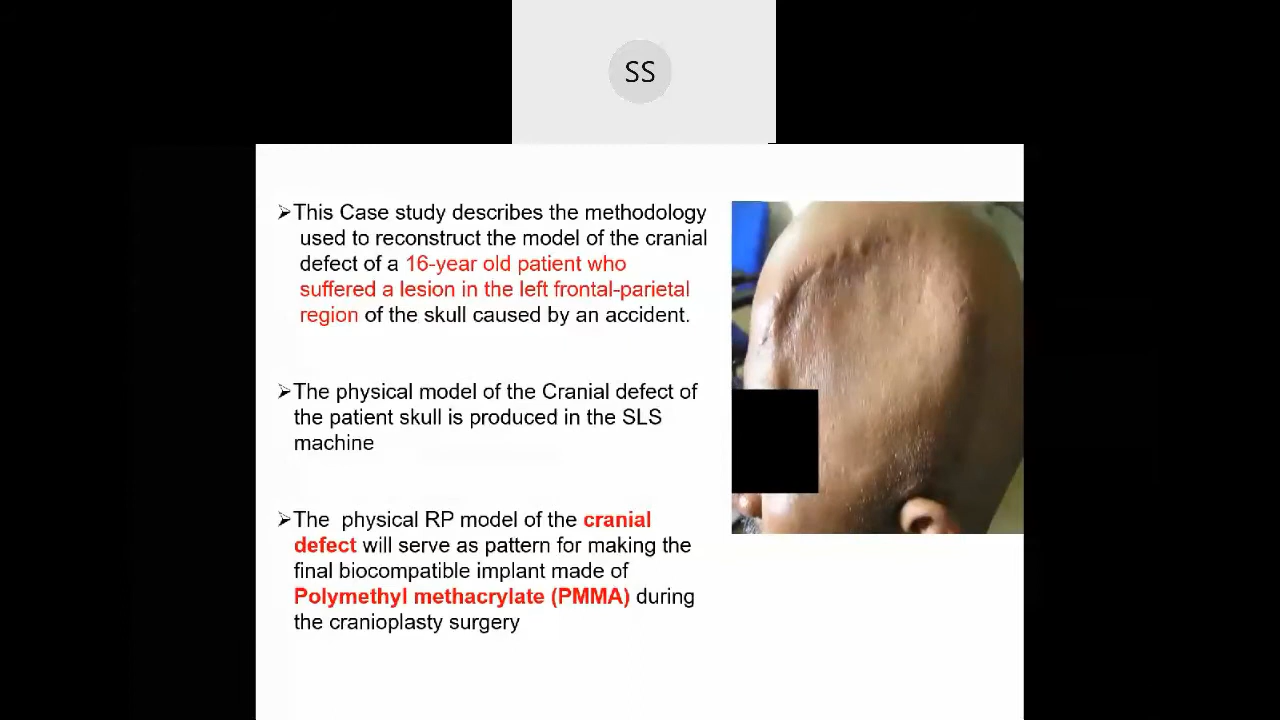 SS
➢This Case study describes the methodology
used to reconstruct the model of the cranial
defect of a 16-year old patient who
suffered a lesion in the left frontal-parietal
region of the skull caused by an accident.
➢The physical model of the Cranial defect of
the patient skull is produced in the SLS
machine
➢The physical RP model of the cranial
defect will serve as pattern for making the
final biocompatible implant made of
Polymethyl methacrylate (PMMA) during
the cranioplasty surgery